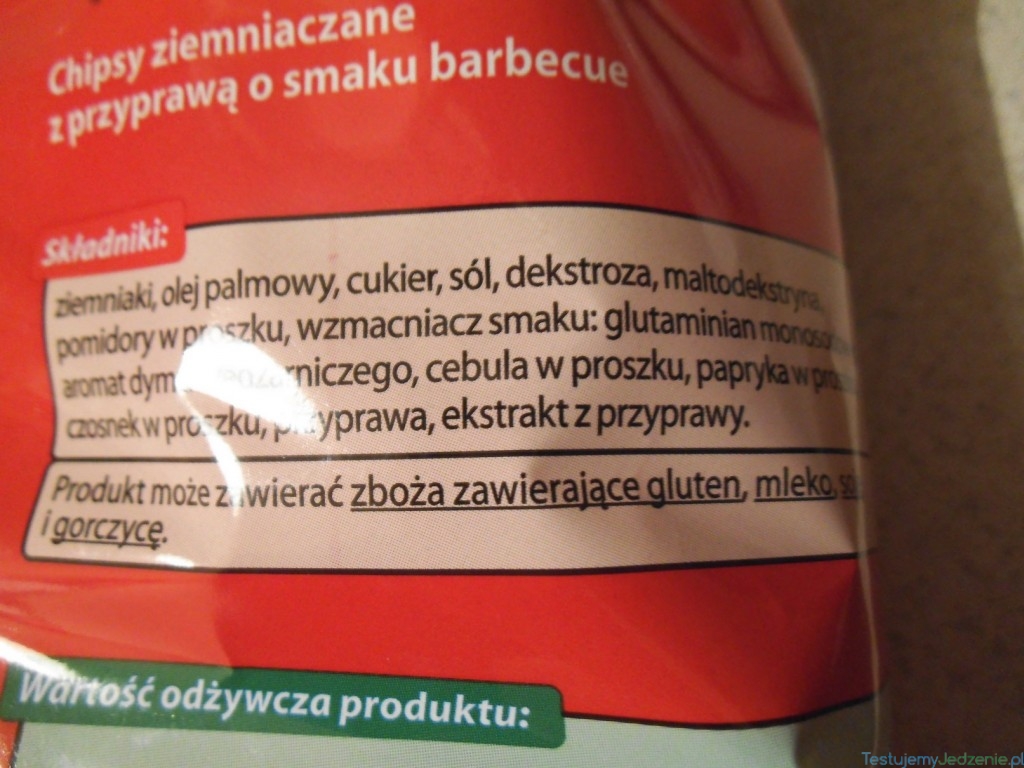 Chipsy ziemniaczane
z przyprawą o smaku barbecue
Składniki:
ziemniaki, olej palmowy, cukier, sól, dekstroza, maltodekstryna,
pomidory w proszku, wzmacniacz smaku: glutaminian
aromat cebula w proszku, papryka w
czosnek w proszku, przyprawa, ekstrakt z przyprawy.
Produkt może zawierać zboża zawierające gluten, mleko,
i gorczycę.
Wartość odżywcza produktu:
TestujemyJedzenie.pl